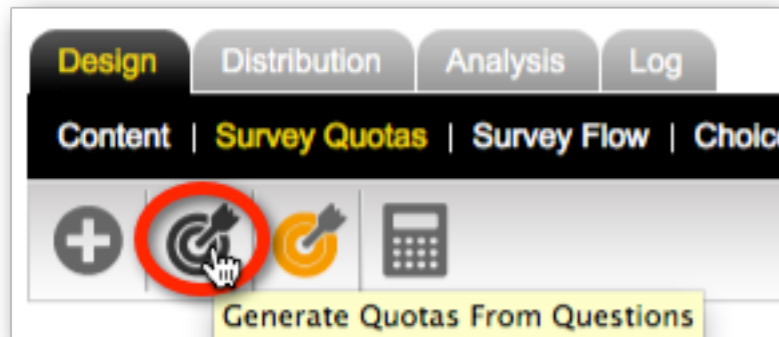 Design Distribution Analysis Log
Content | Survey Quotas | Survey Flow | Choic
Generate Quotas From Questions